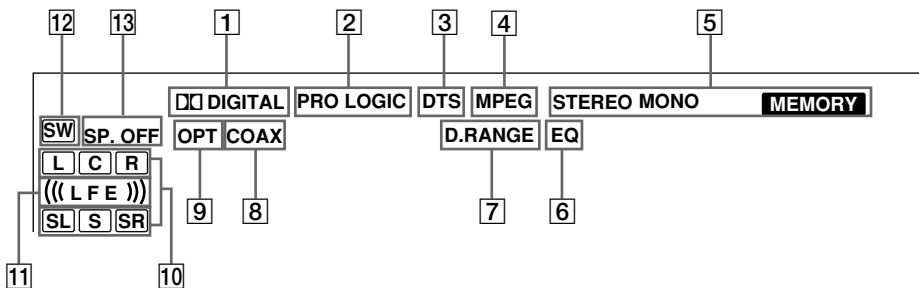 12 13 1 2 3 4 5
DIGITAL PRO LOGIC DTS MPEG STEREO MONO MEMORY
SW SP. OFF OPT COAX D.RANGE EQ
L C R
((( L F E )))
SL S SR
9 8 7 6
11 10